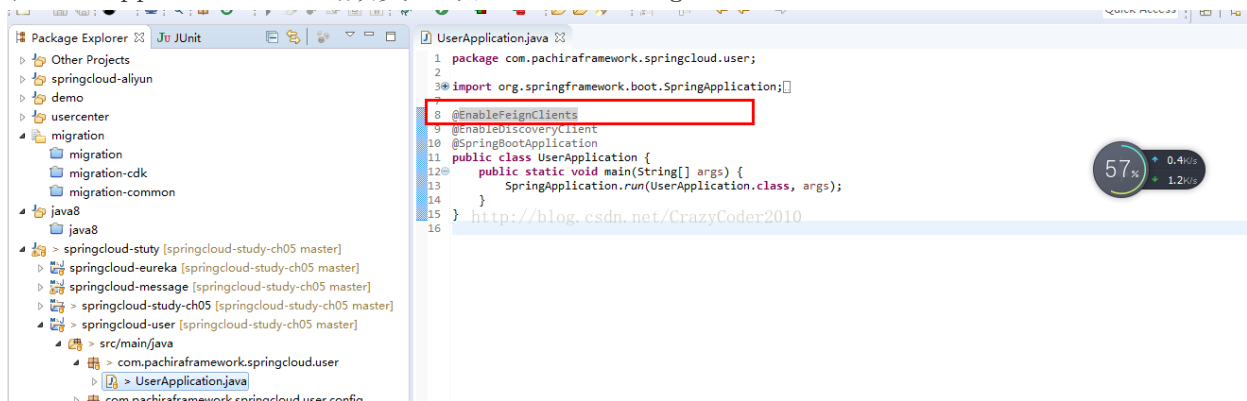 Quick Access
Package Explorer
JUnit
Other Projects
springcloud-aliyun
demo
usercenter
migration
migration
migration-cdk
migration-common
java8
java8
> springcloud-stuty [springcloud-study-ch05 master]
springcloud-eureka [springcloud-study-ch05 master]
springcloud-message [springcloud-study-ch05 master]
> springcloud-study-ch05 [springcloud-study-ch05 master]
> springcloud-user [springcloud-study-ch05 master]
> src/main/java
> com.pachiraframework.springcloud.user
> UserApplication.java
com.pachiraframework.springcloud.user.config
UserApplication.java
1 package com.pachiraframework.springcloud.user;
2
3 import org.springframework.boot.SpringApplication;
7
8 @EnableFeignClients
9 @EnableDiscoveryClient
10 @SpringBootApplication
11 public class UserApplication {
12 public static void main(String[] args) {
13 SpringApplication.run(UserApplication.class, args);
14 }
15 }
http://blog.csdn.net/CrazyCoder2010
16
57%
0.4K/s
1.2K/s